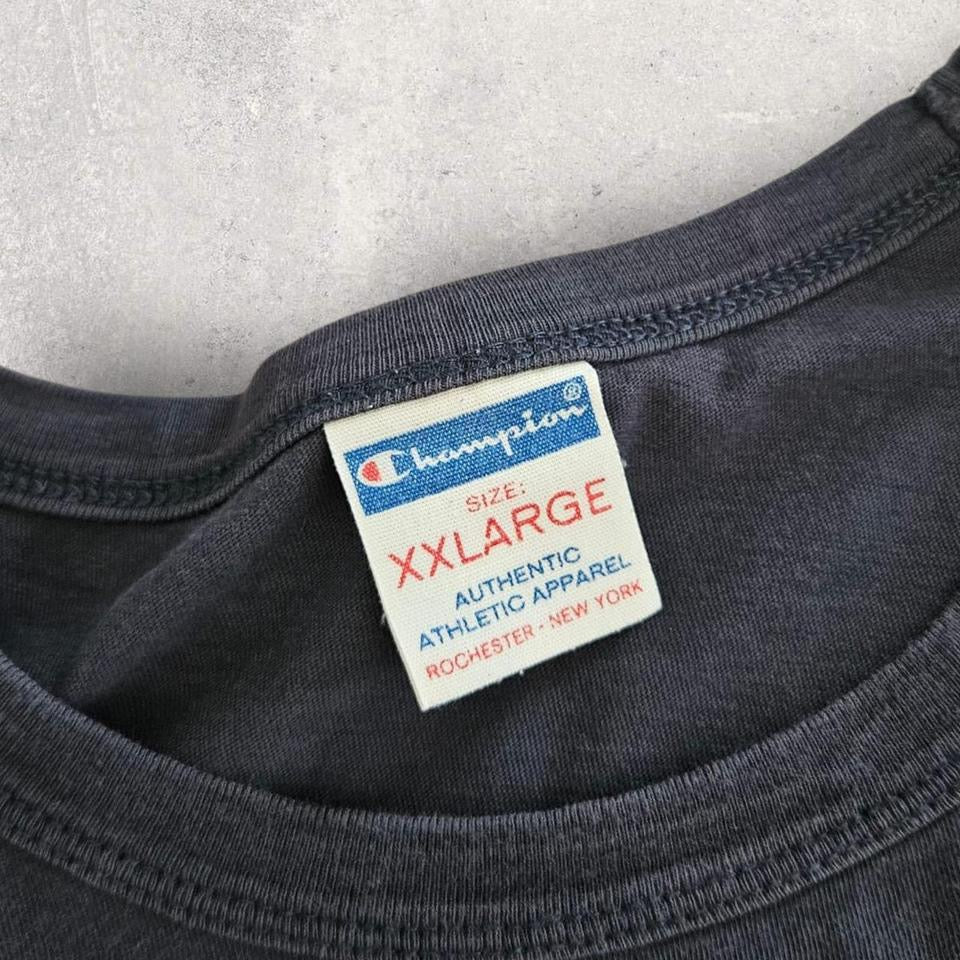 Champion®
SIZE:
XXLARGE
AUTHENTIC
ATHLETIC APPAREL
ROCHESTER - NEW YORK